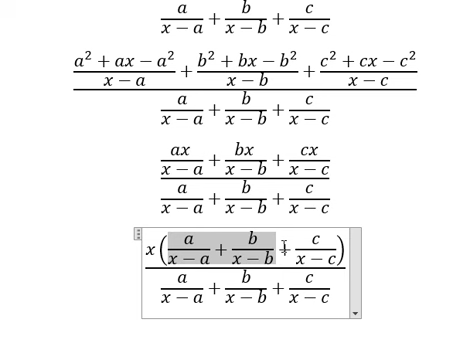 a/(x − a) + b/(x − b) + c/(x − c)
(a² + ax − a²)/(x − a) + (b² + bx − b²)/(x − b) + (c² + cx − c²)/(x − c)
a/(x − a) + b/(x − b) + c/(x − c)
ax/(x − a) + bx/(x − b) + cx/(x − c)
a/(x − a) + b/(x − b) + c/(x − c)
x(a/(x − a) + b/(x − b) + c/(x − c))
a/(x − a) + b/(x − b) + c/(x − c)